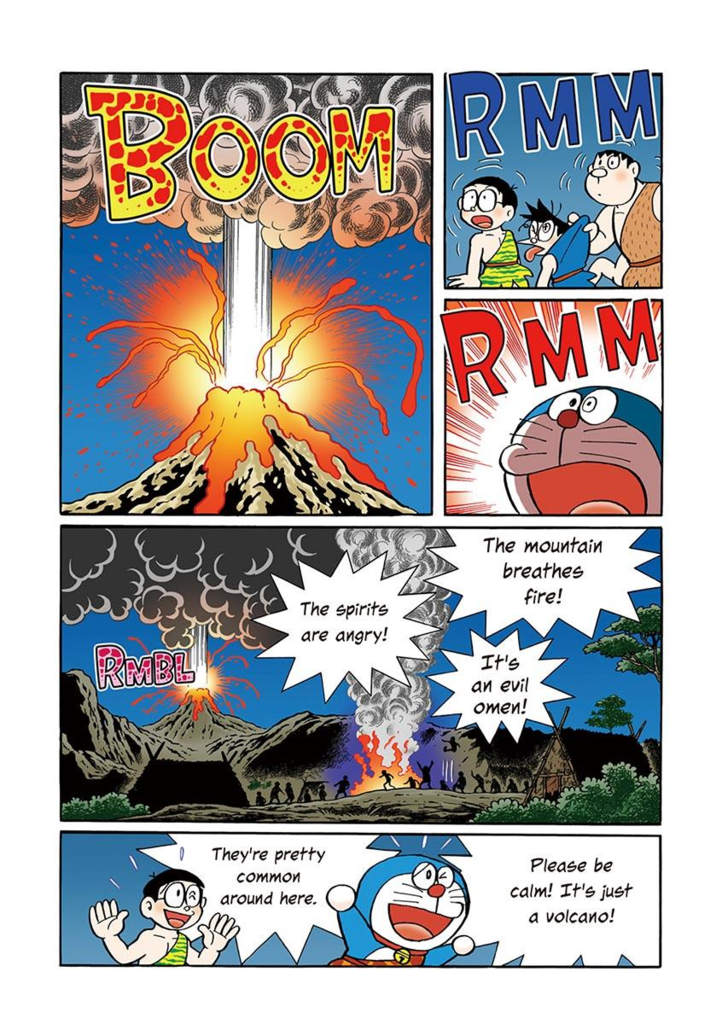 BOOM
RMM
RMM
The mountain
breathes
fire!
The spirits
are angry!
It's
an evil
omen!
RMBL
They're pretty
common
around here.
Please be
calm! It's just
a volcano!